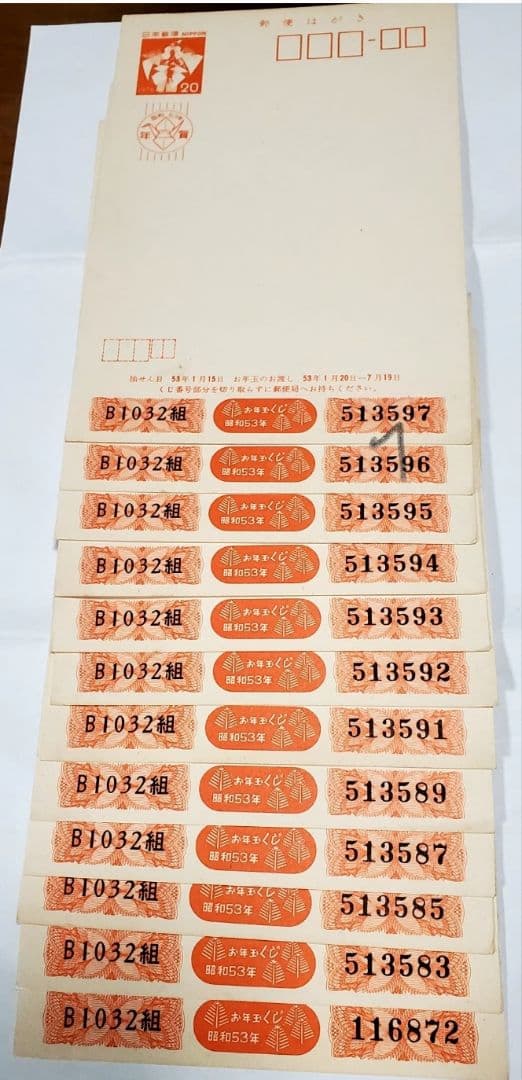 郵便はがき
日本郵便 NIPPON
1978 20
年賀
抽せん日 53年1月15日 お年玉のお渡し 53年1月20日-7月19日
くじ番号部分を切り取らずに郵便局へお持ちください。
B1032組 お年玉くじ 昭和53年 513597
7
B1032組 お年玉くじ 昭和53年 513596
B1032組 お年玉くじ 昭和53年 513595
B1032組 お年玉くじ 昭和53年 513594
B1032組 お年玉くじ 昭和53年 513593
B1032組 お年玉くじ 昭和53年 513592
B1032組 お年玉くじ 昭和53年 513591
B1032組 お年玉くじ 昭和53年 513589
B1032組 お年玉くじ 昭和53年 513587
B1032組 お年玉くじ 昭和53年 513585
B1032組 お年玉くじ 昭和53年 513583
B1032組 お年玉くじ 昭和53年 116872